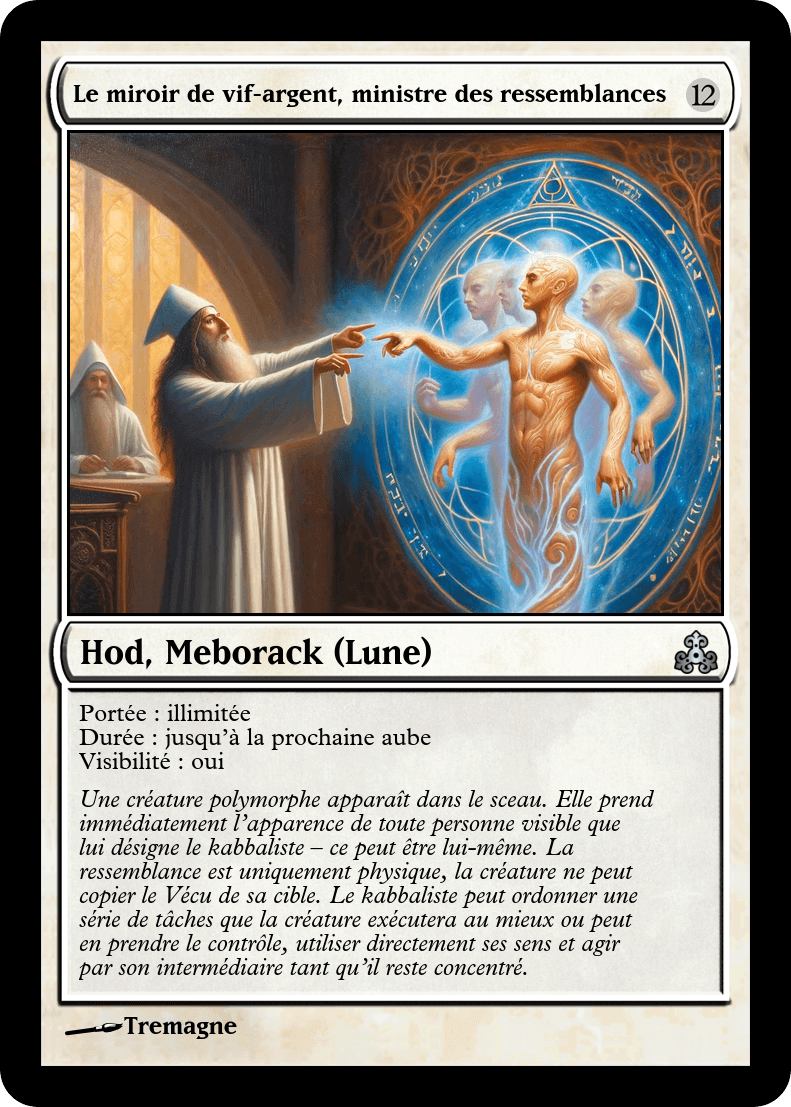 Le miroir de vif-argent, ministre des ressemblances 12
Hod, Meborack (Lune)
Portée : illimitée
Durée : jusqu'à la prochaine aube
Visibilité : oui
Une créature polymorphe apparaît dans le sceau. Elle prend
immédiatement l'apparence de toute personne visible que
lui désigne le kabbaliste – ce peut être lui-même. La
ressemblance est uniquement physique, la créature ne peut
copier le Vécu de sa cible. Le kabbaliste peut ordonner une
série de tâches que la créature exécutera au mieux ou peut
en prendre le contrôle, utiliser directement ses sens et agir
par son intermédiaire tant qu'il reste concentré.
Tremagne